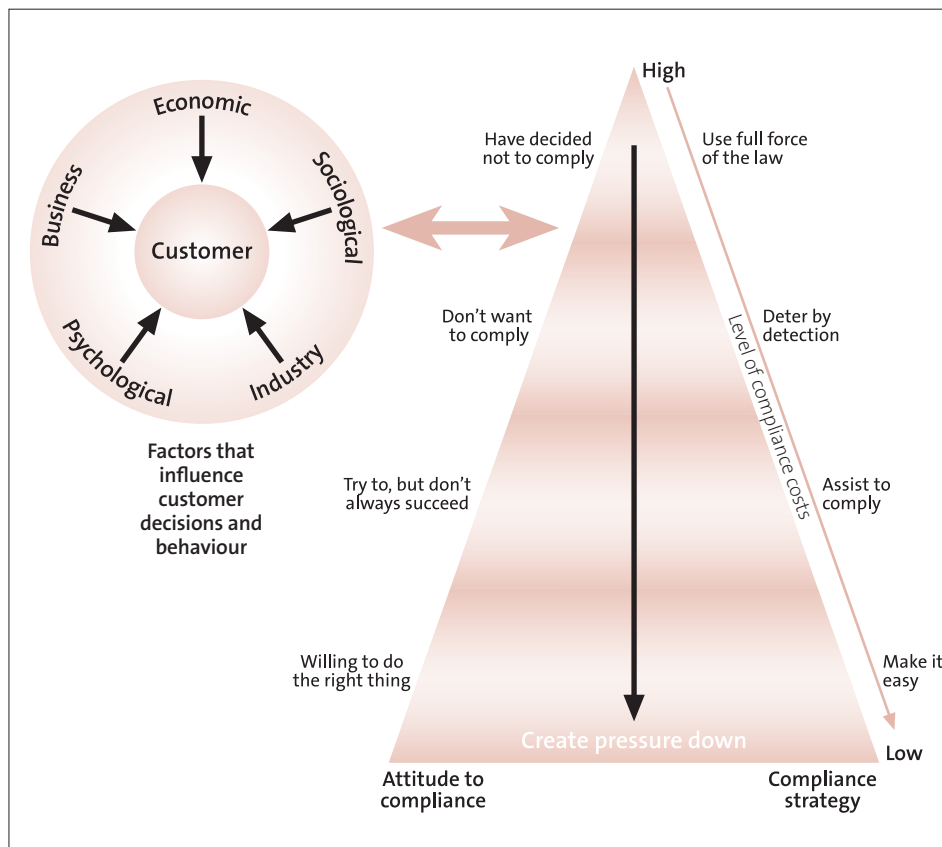 Economic
Sociological
Business
Customer
Psychological
Industry
Factors that
influence
customer
decisions and
behaviour
High
Have decided
not to comply
Use full force
of the law
Don't want
to comply
Deter by
detection
Level of compliance costs
Try to, but don't
always succeed
Assist to
comply
Willing to do
the right thing
Make it
easy
Create pressure down
Low
Attitude to
compliance
Compliance
strategy